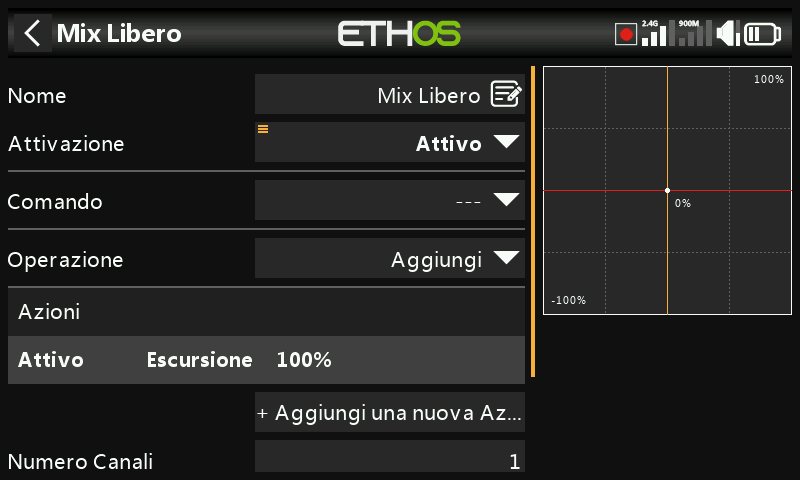 Mix Libero
ETHOS
2.4G
900M
Nome
Mix Libero
Attivazione
Attivo
Comando
---
Operazione
Aggiungi
Azioni
Attivo Escursione 100%
+ Aggiungi una nuova Az...
Numero Canali
1
100%
0%
-100%